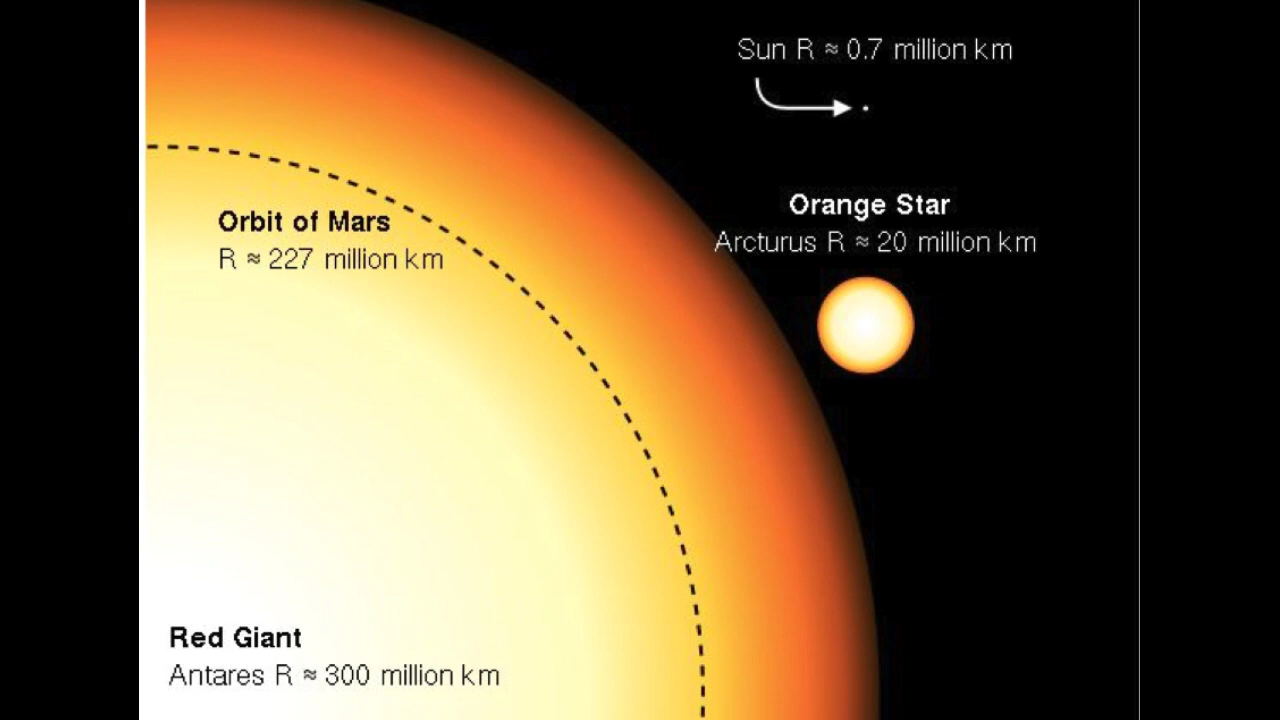 Sun R ≈ 0.7 million km
Orange Star
Arcturus R ≈ 20 million km
Orbit of Mars
R ≈ 227 million km
Red Giant
Antares R ≈ 300 million km